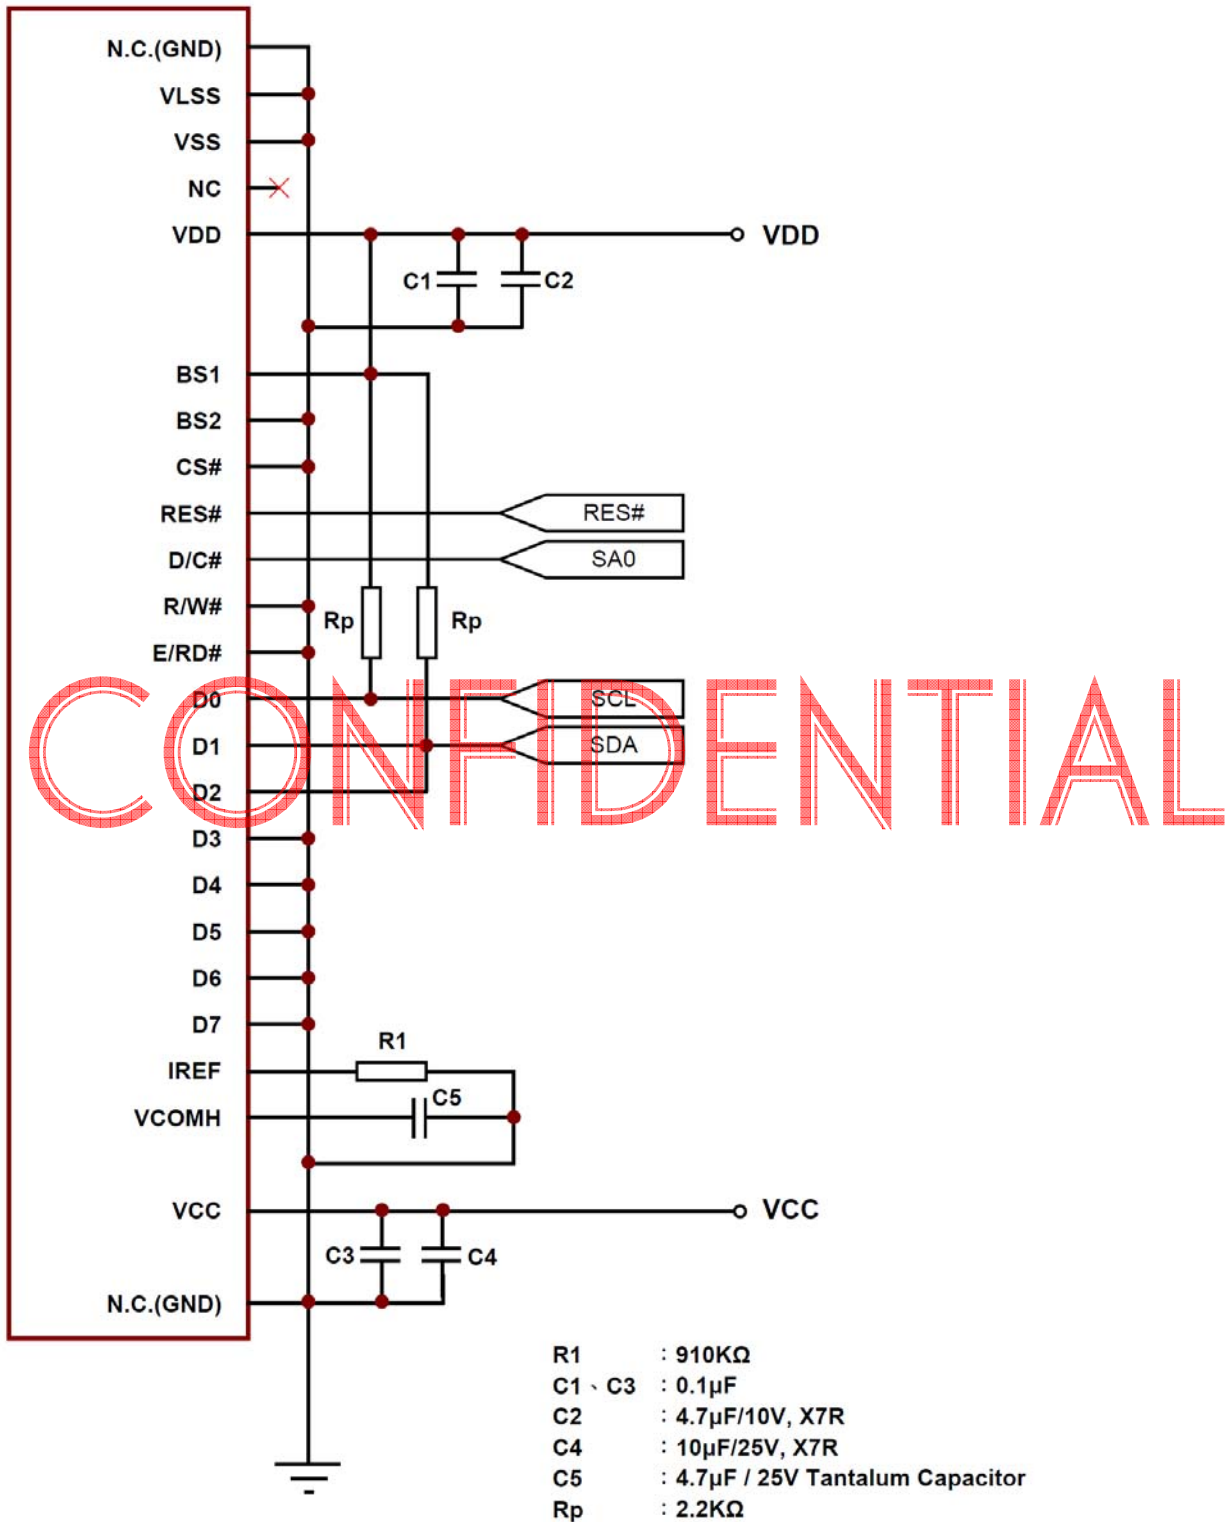 N.C.(GND)
VLSS
VSS
NC
VDD
VDD
C1
C2
BS1
BS2
CS#
RES#
RES#
D/C#
SA0
R/W#
Rp
Rp
E/RD#
D0
SCL
CONFIDENTIAL
D1
SDA
D2
D3
D4
D5
D6
D7
R1
IREF
C5
VCOMH
VCC
VCC
C3
C4
N.C.(GND)
R1 : 910KΩ
C1、C3 : 0.1μF
C2 : 4.7μF/10V, X7R
C4 : 10μF/25V, X7R
C5 : 4.7μF / 25V Tantalum Capacitor
Rp : 2.2KΩ